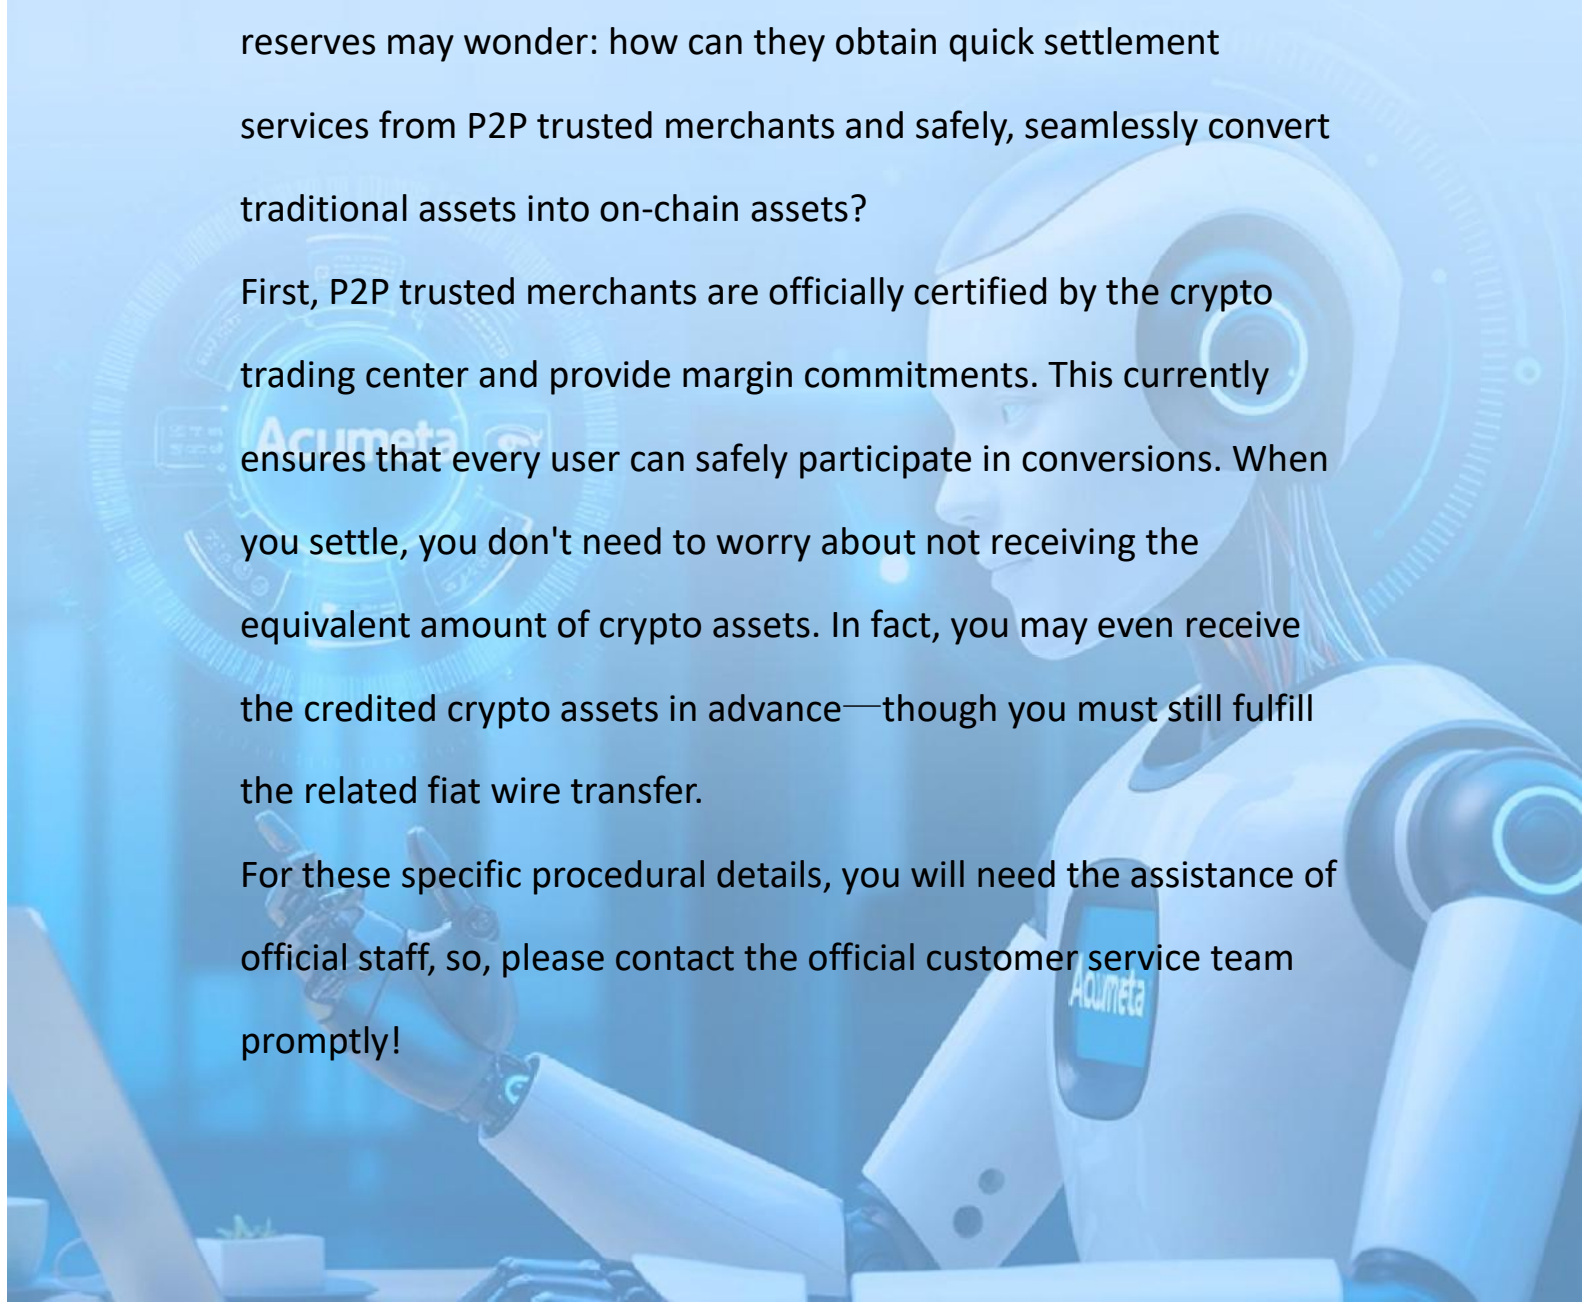 reserves may wonder: how can they obtain quick settlement
services from P2P trusted merchants and safely, seamlessly convert
traditional assets into on-chain assets?
First, P2P trusted merchants are officially certified by the crypto
trading center and provide margin commitments. This currently
Acumeta
ensures that every user can safely participate in conversions. When
you settle, you don't need to worry about not receiving the
equivalent amount of crypto assets. In fact, you may even receive
the credited crypto assets in advance—though you must still fulfill
the related fiat wire transfer.
For these specific procedural details, you will need the assistance of
official staff, so, please contact the official customer service team
Acumeta
promptly!